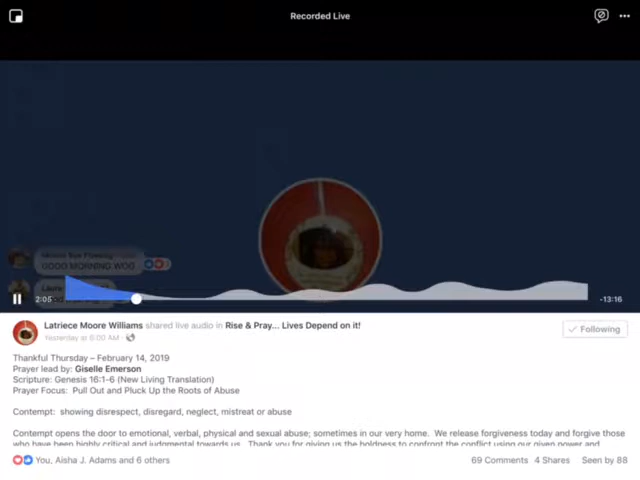 Recorded Live
GOOD MORNING WOG
2:05
-13:16
Latriece Moore Williams shared live audio in Rise & Pray... Lives Depend on it!
Yesterday at 5:00 AM ·
Following
Thankful Thursday – February 14, 2019
Prayer lead by: Giselle Emerson
Scripture: Genesis 16:1-6 (New Living Translation)
Prayer Focus: Pull Out and Pluck Up the Roots of Abuse
Contempt: showing disrespect, disregard, neglect, mistreat or abuse
Contempt opens the door to emotional, verbal, physical and sexual abuse; sometimes in our very home. We release forgiveness today and forgive those
who have been highly critical and judgmental towards us. Thank you for giving us the boldness to confront the conflict using our given power and
You, Aisha J. Adams and 6 others
69 Comments 4 Shares Seen by 88